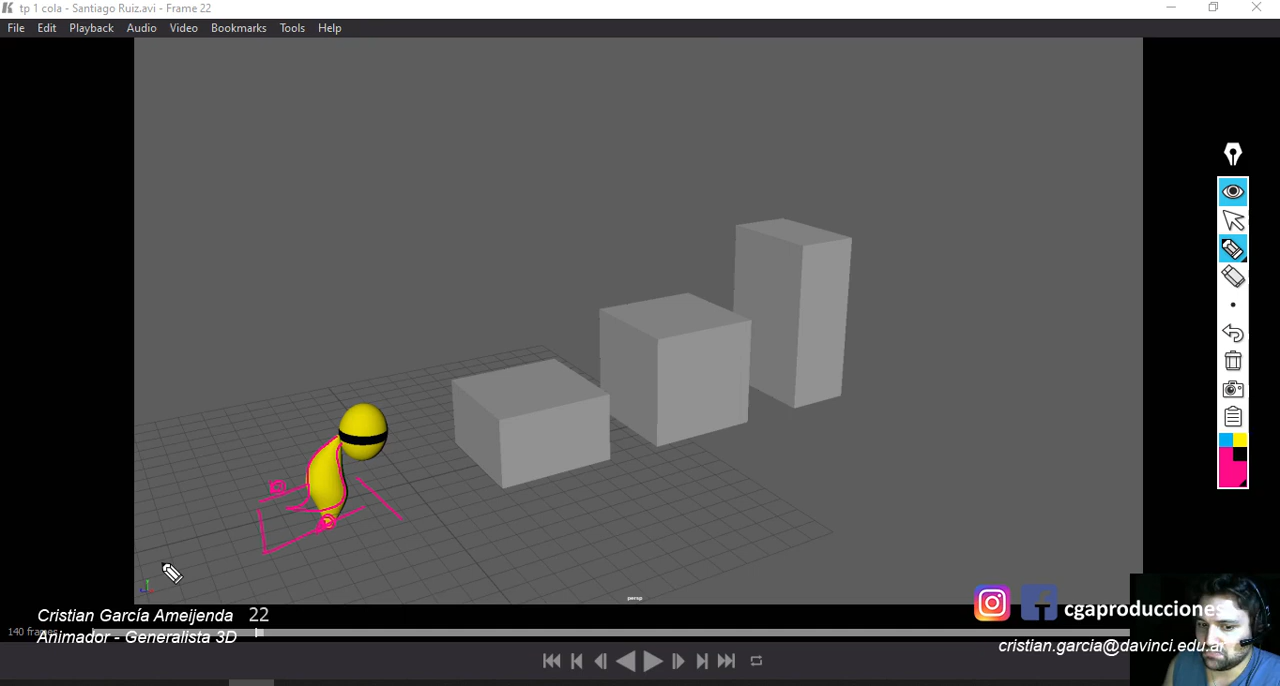 tp 1 cola - Santiago Ruiz.avi - Frame 22
File Edit Playback Audio Video Bookmarks Tools Help
persp
Cristian García Ameijenda 22
140 frames
Animador - Generalista 3D
cgaproducciones
cristian.garcia@davinci.edu.ar